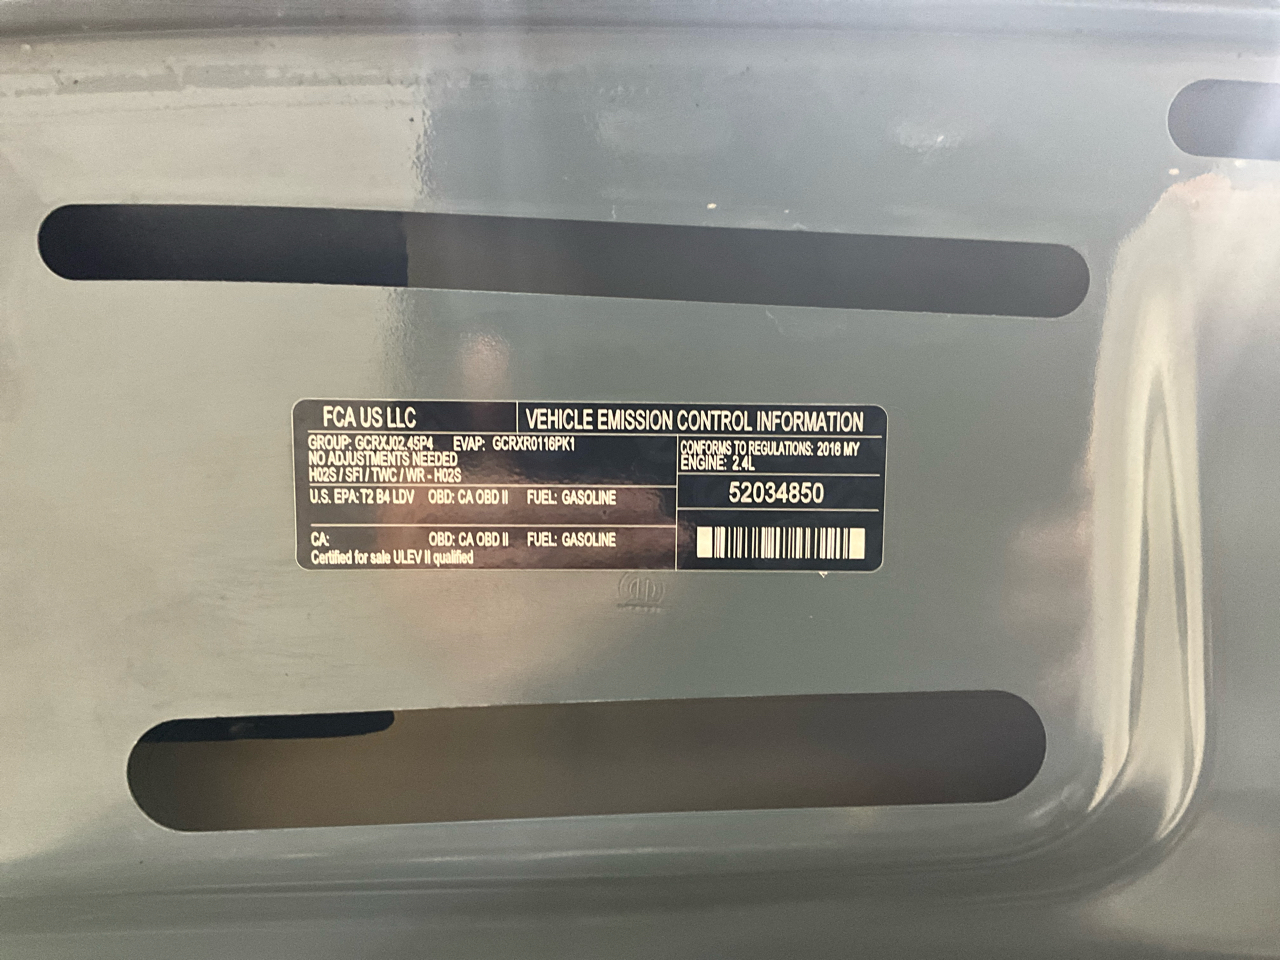 FCA US LLC
VEHICLE EMISSION CONTROL INFORMATION
GROUP: GCRXJ02.45P4 EVAP: GCRXR0116PK1
NO ADJUSTMENTS NEEDED
H02S / SFI / TWC / WR - H02S
CONFORMS TO REGULATIONS: 2016 MY
ENGINE: 2.4L
U.S. EPA: T2 B4 LDV OBD: CA OBD II FUEL: GASOLINE
52034850
CA: OBD: CA OBD II FUEL: GASOLINE
Certified for sale ULEV II qualified